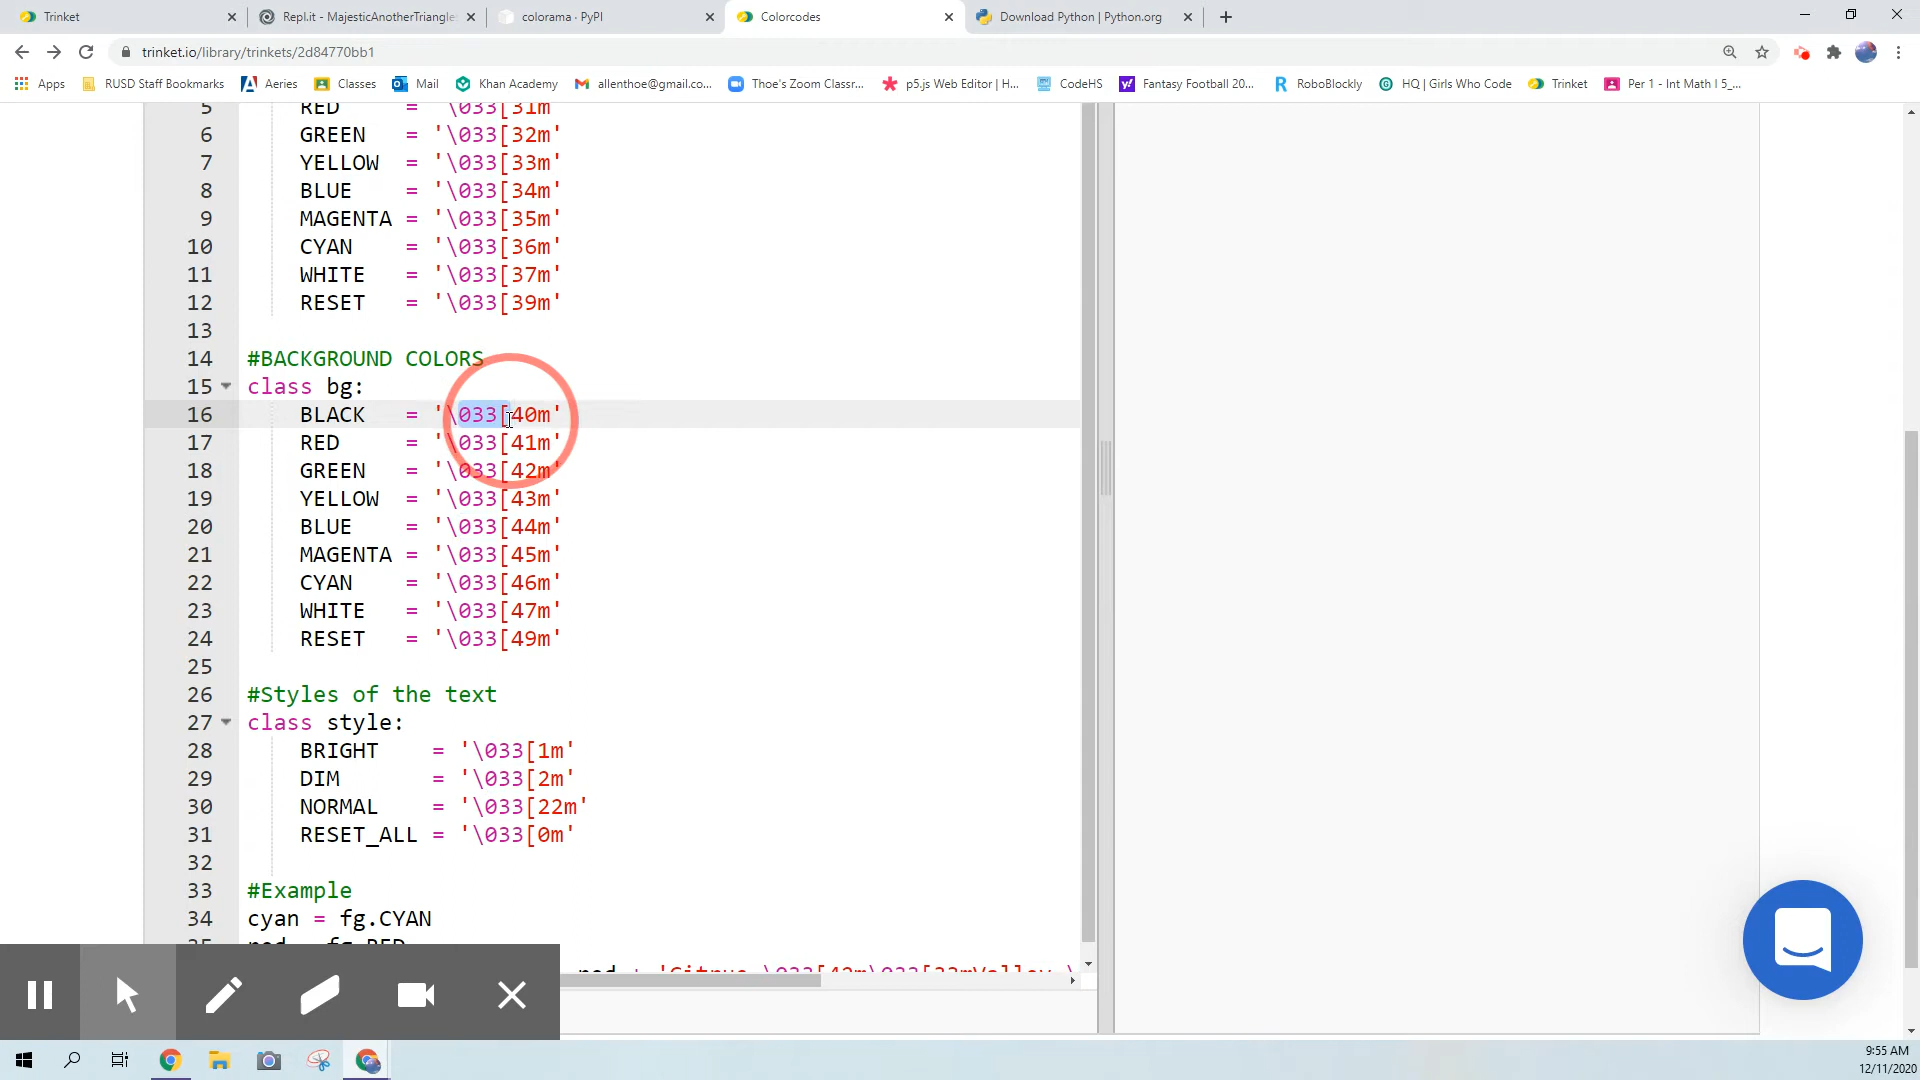 Trinket
Repl.it - MajesticAnotherTriangle
colorama · PyPI
Colorcodes
Download Python | Python.org
trinket.io/library/trinkets/2d84770bb1
Apps
RUSD Staff Bookmarks
Aeries
Classes
Mail
Khan Academy
allenthoe@gmail.co...
Thoe's Zoom Classr...
p5.js Web Editor | H...
CodeHS
Fantasy Football 20...
RoboBlockly
HQ | Girls Who Code
Trinket
Per 1 - Int Math I 5_...
5 RED = '\033[31m'
6 GREEN = '\033[32m'
7 YELLOW = '\033[33m'
8 BLUE = '\033[34m'
9 MAGENTA = '\033[35m'
10 CYAN = '\033[36m'
11 WHITE = '\033[37m'
12 RESET = '\033[39m'
13
14 #BACKGROUND COLORS
15 class bg:
16 BLACK = '\033[40m'
17 RED = '\033[41m'
18 GREEN = '\033[42m'
19 YELLOW = '\033[43m'
20 BLUE = '\033[44m'
21 MAGENTA = '\033[45m'
22 CYAN = '\033[46m'
23 WHITE = '\033[47m'
24 RESET = '\033[49m'
25
26 #Styles of the text
27 class style:
28 BRIGHT = '\033[1m'
29 DIM = '\033[2m'
30 NORMAL = '\033[22m'
31 RESET_ALL = '\033[0m'
32
33 #Example
34 cyan = fg.CYAN
9:55 AM
12/11/2020